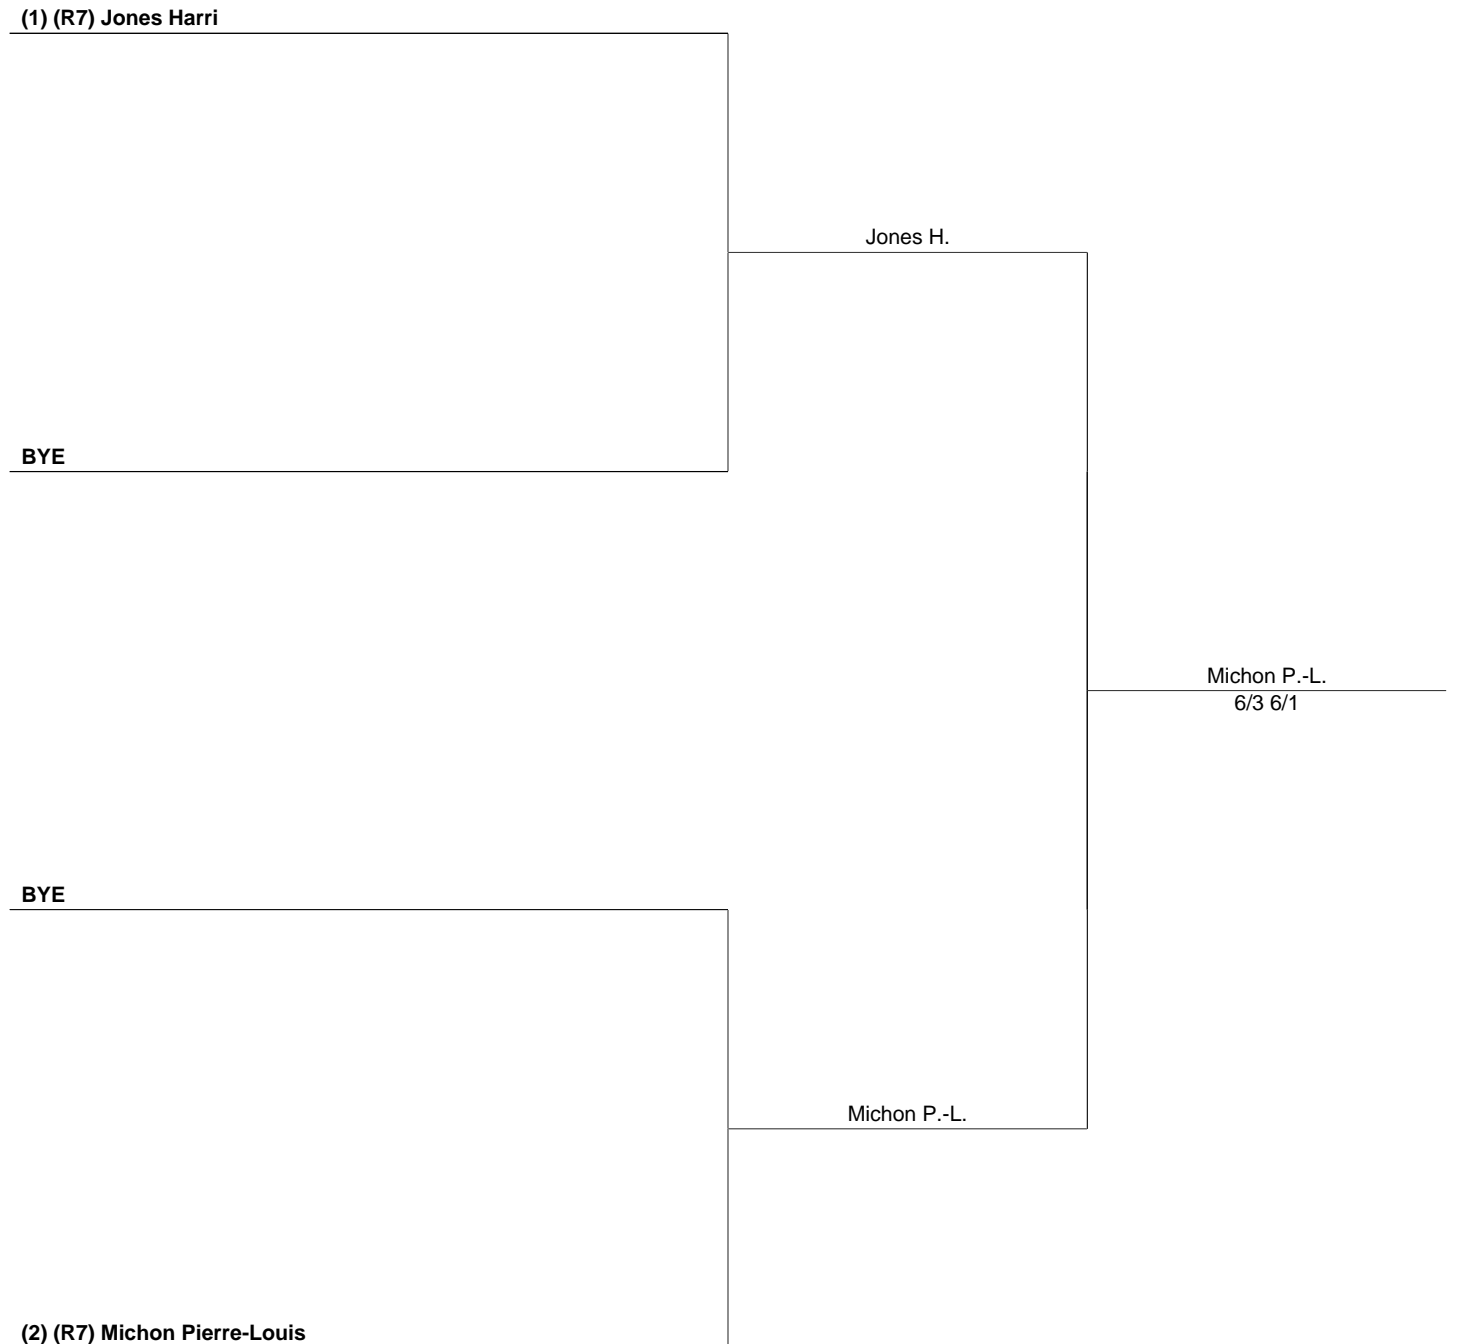 (1) (R7) Jones Harri
Jones H.
BYE
Michon P.-L.
6/3 6/1
BYE
Michon P.-L.
(2) (R7) Michon Pierre-Louis